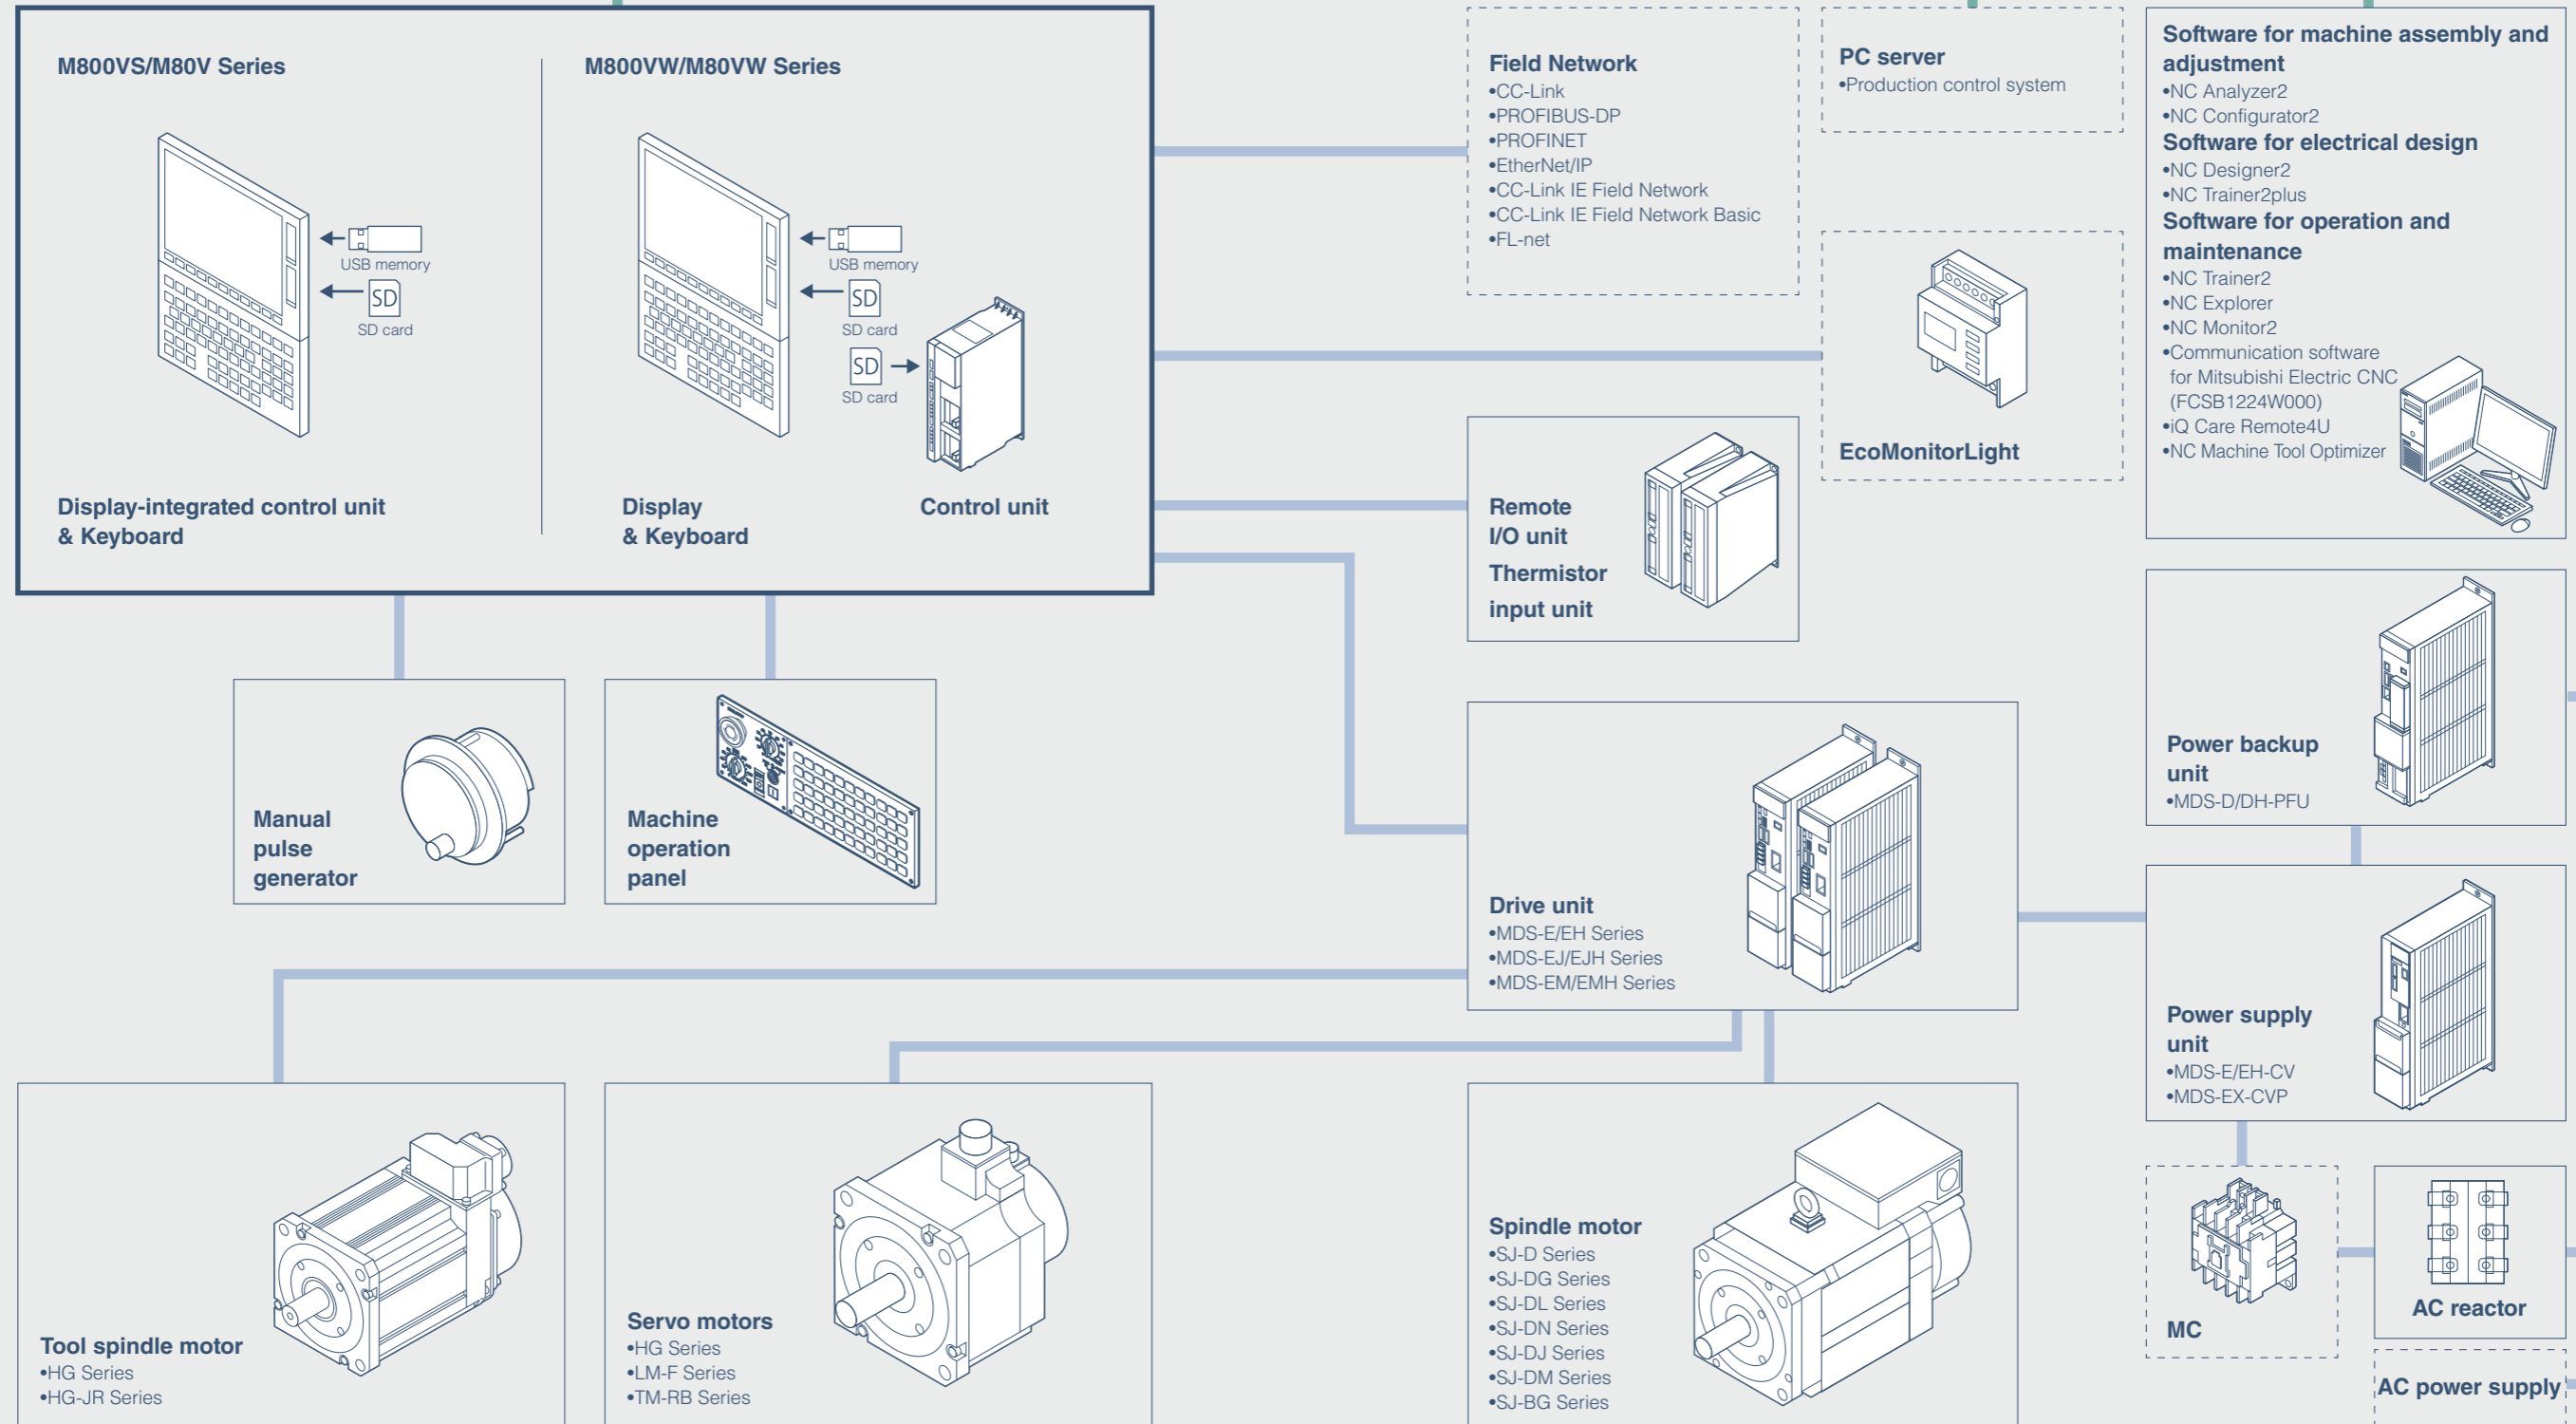 M800VS/M80V Series
USB memory
SD
SD card
Display-integrated control unit
& Keyboard
M800VW/M80VW Series
USB memory
SD
SD card
SD
SD card
Display
& Keyboard
Control unit
Field Network
•CC-Link
•PROFIBUS-DP
•PROFINET
•EtherNet/IP
•CC-Link IE Field Network
•CC-Link IE Field Network Basic
•FL-net
PC server
•Production control system
EcoMonitorLight
Software for machine assembly and
adjustment
•NC Analyzer2
•NC Configurator2
Software for electrical design
•NC Designer2
•NC Trainer2plus
Software for operation and
maintenance
•NC Trainer2
•NC Explorer
•NC Monitor2
•Communication software
for Mitsubishi Electric CNC
(FCSB1224W000)
•iQ Care Remote4U
•NC Machine Tool Optimizer
Remote
I/O unit
Thermistor
input unit
Manual
pulse
generator
Machine
operation
panel
Drive unit
•MDS-E/EH Series
•MDS-EJ/EJH Series
•MDS-EM/EMH Series
Power backup
unit
•MDS-D/DH-PFU
Power supply
unit
•MDS-E/EH-CV
•MDS-EX-CVP
Tool spindle motor
•HG Series
•HG-JR Series
Servo motors
•HG Series
•LM-F Series
•TM-RB Series
Spindle motor
•SJ-D Series
•SJ-DG Series
•SJ-DL Series
•SJ-DN Series
•SJ-DJ Series
•SJ-DM Series
•SJ-BG Series
MC
AC reactor
AC power supply